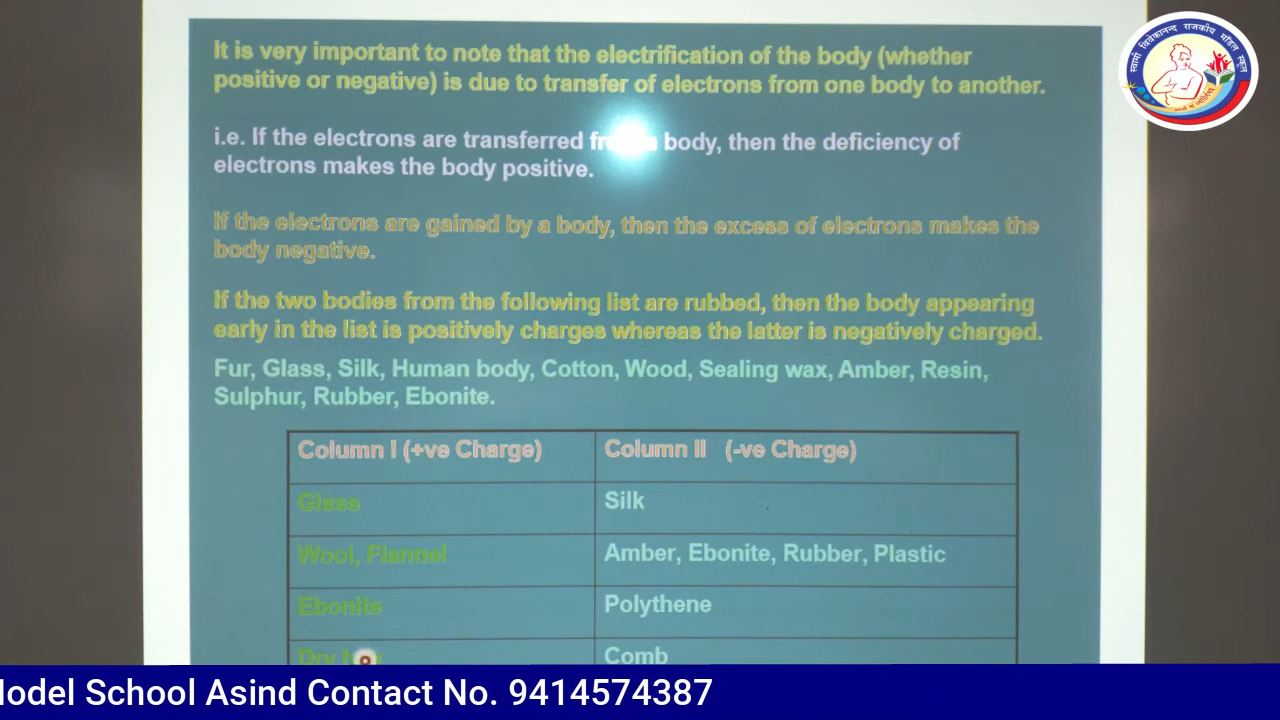 It is very important to note that the electrification of the body (whether
positive or negative) is due to transfer of electrons from one body to another.
i.e. If the electrons are transferred body, then the deficiency of
electrons makes the body positive.
If the electrons are gained by a body, then the excess of electrons makes the
body negative.
If the two bodies from the following list are rubbed, then the body appearing
early in the list is positively charges whereas the latter is negatively charged.
Fur, Glass, Silk, Human body, Cotton, Wood, Sealing wax, Amber, Resin,
Sulphur, Rubber, Ebonite.
Column I (+ve Charge) Column II (-ve Charge)
Glass Silk
Wool, Flannel Amber, Ebonite, Rubber, Plastic
Ebonite Polythene
Dry Comb
स्वामी विवेकानन्द राजकीय मॉडल स्कूल
Model School Asind Contact No. 9414574387